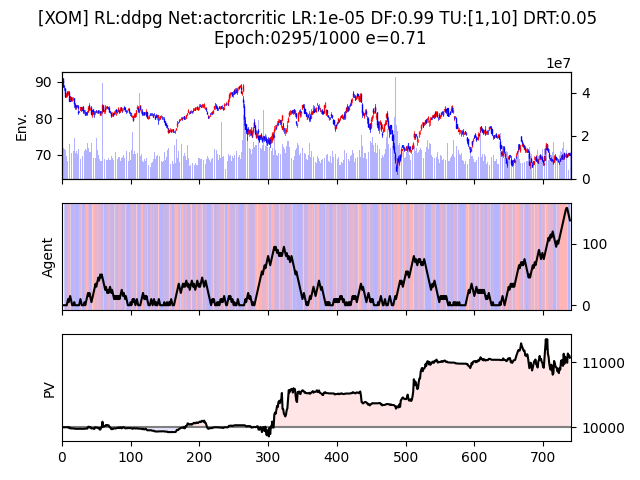 [XOM] RL:ddpg Net:actorcritic LR:1e-05 DF:0.99 TU:[1,10] DRT:0.05
Epoch:0295/1000 e=0.71
1e7
90
80
70
Env.
4
2
0
Agent
100
0
PV
11000
10000
0 100 200 300 400 500 600 700